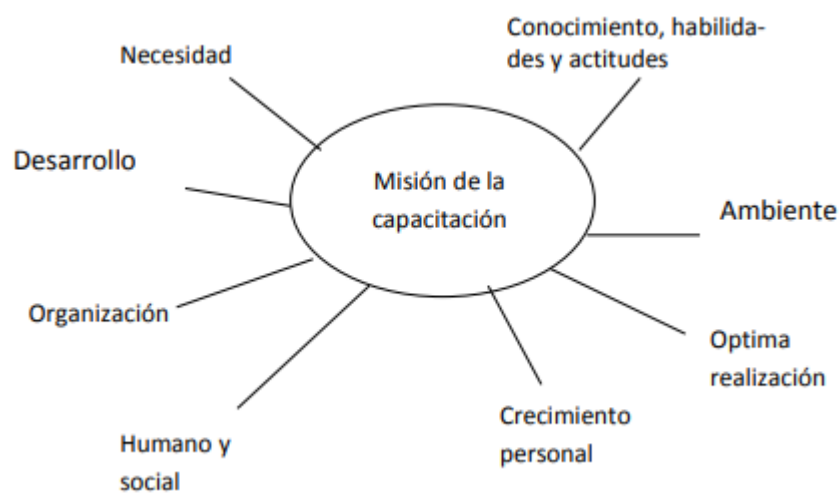 Necesidad
Conocimiento, habilida-
des y actitudes
Desarrollo
Misión de la
capacitación
Ambiente
Organización
Optima
realización
Crecimiento
personal
Humano y
social